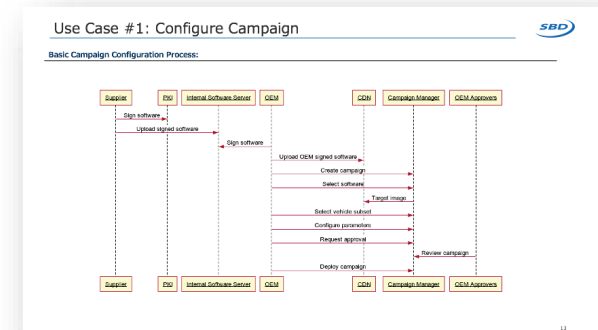 Use Case #1: Configure Campaign
SBD
Basic Campaign Configuration Process:
Supplier PKI Internal Software Server OEM CDN Campaign Manager OEM Approvers
Sign software
Upload signed software
Sign software
Upload OEM signed software
Create campaign
Select software
Target image
Select vehicle subset
Configure parameters
Request approval
Review campaign
Deploy campaign
Supplier PKI Internal Software Server OEM CDN Campaign Manager OEM Approvers
13